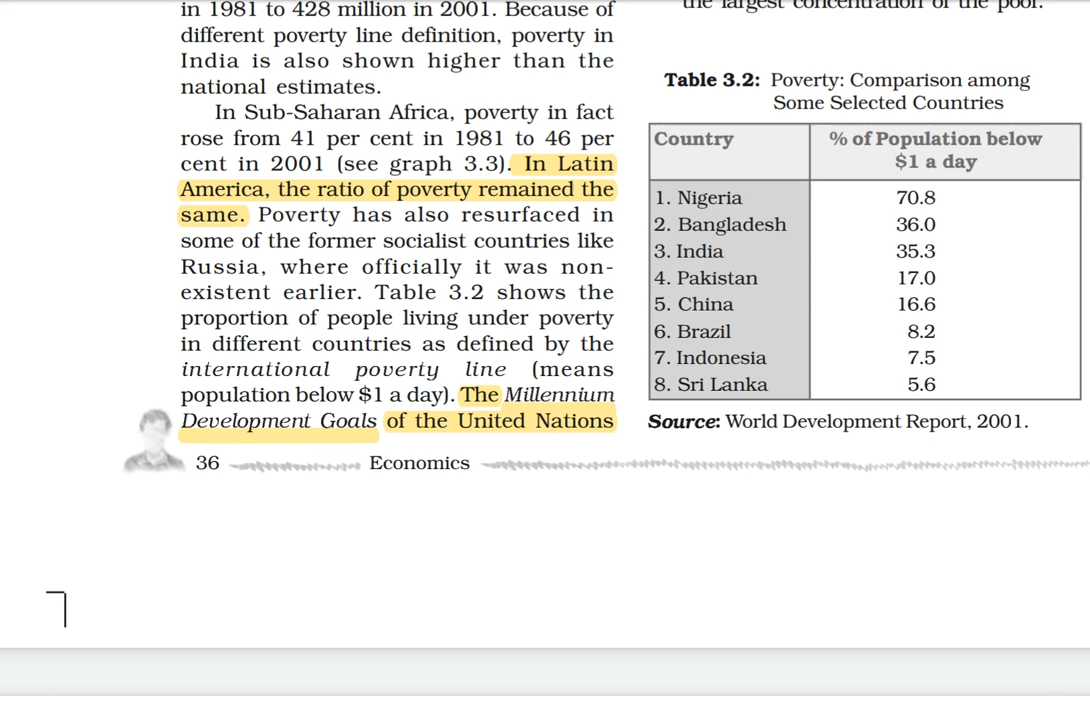 in 1981 to 428 million in 2001. Because of
different poverty line definition, poverty in
India is also shown higher than the
national estimates.
In Sub-Saharan Africa, poverty in fact
rose from 41 per cent in 1981 to 46 per
cent in 2001 (see graph 3.3). In Latin
America, the ratio of poverty remained the
same. Poverty has also resurfaced in
some of the former socialist countries like
Russia, where officially it was non-
existent earlier. Table 3.2 shows the
proportion of people living under poverty
in different countries as defined by the
international poverty line (means
population below $1 a day). The Millennium
Development Goals of the United Nations
the largest concentration of the poor.
Table 3.2: Poverty: Comparison among
Some Selected Countries
Country % of Population below
$1 a day
1. Nigeria 70.8
2. Bangladesh 36.0
3. India 35.3
4. Pakistan 17.0
5. China 16.6
6. Brazil 8.2
7. Indonesia 7.5
8. Sri Lanka 5.6
Source: World Development Report, 2001.
36 Economics